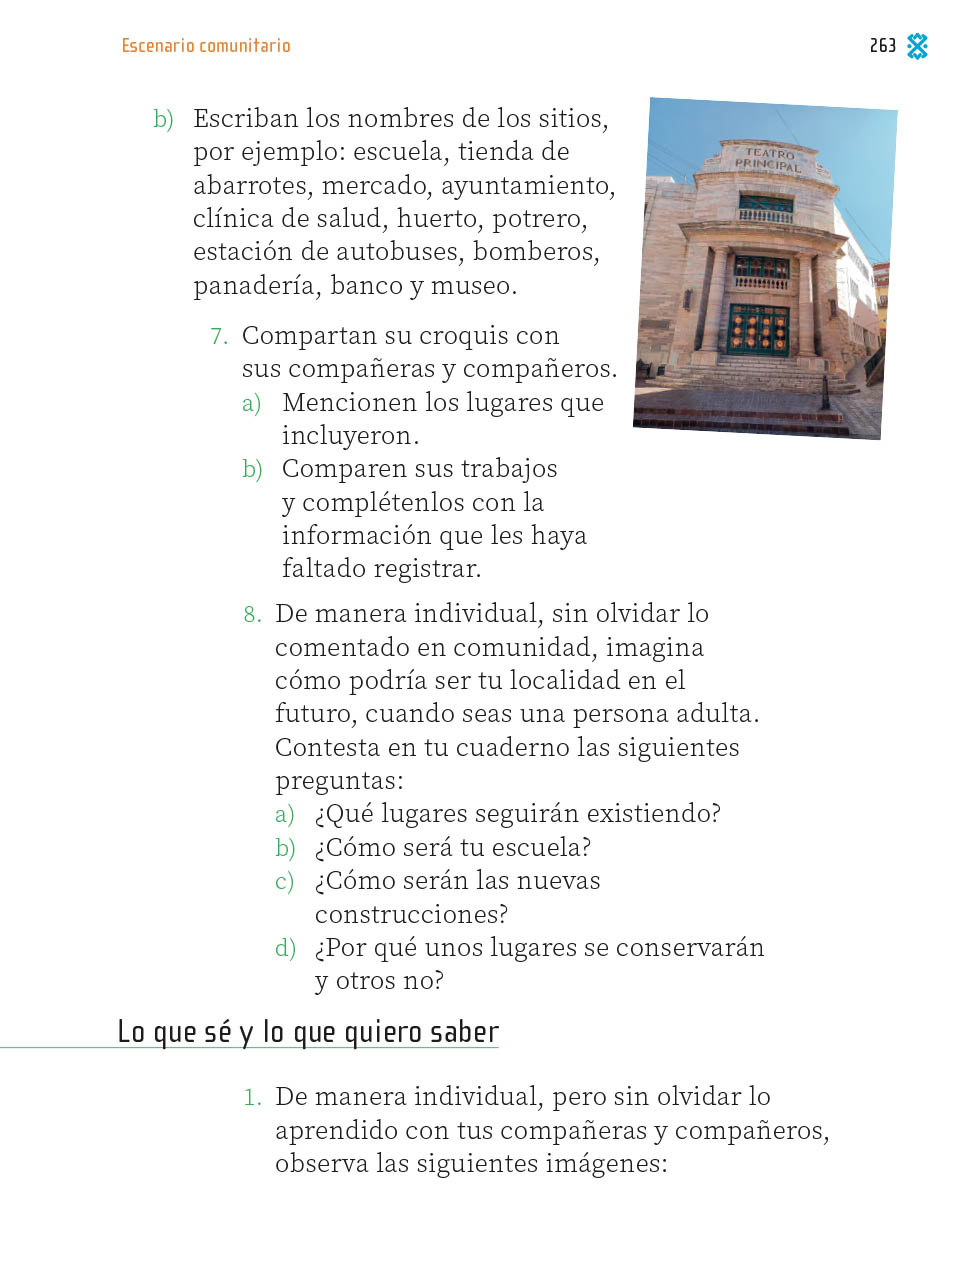 Escenario comunitario
263
b) Escriban los nombres de los sitios,
por ejemplo: escuela, tienda de
abarrotes, mercado, ayuntamiento,
clínica de salud, huerto, potrero,
estación de autobuses, bomberos,
panadería, banco y museo.
TEATRO
PRINCIPAL
7. Compartan su croquis con
sus compañeras y compañeros.
a) Mencionen los lugares que
incluyeron.
b) Comparen sus trabajos
y complétenlos con la
información que les haya
faltado registrar.
8. De manera individual, sin olvidar lo
comentado en comunidad, imagina
cómo podría ser tu localidad en el
futuro, cuando seas una persona adulta.
Contesta en tu cuaderno las siguientes
preguntas:
a) ¿Qué lugares seguirán existiendo?
b) ¿Cómo será tu escuela?
c) ¿Cómo serán las nuevas
construcciones?
d) ¿Por qué unos lugares se conservarán
y otros no?
Lo que sé y lo que quiero saber
1. De manera individual, pero sin olvidar lo
aprendido con tus compañeras y compañeros,
observa las siguientes imágenes: